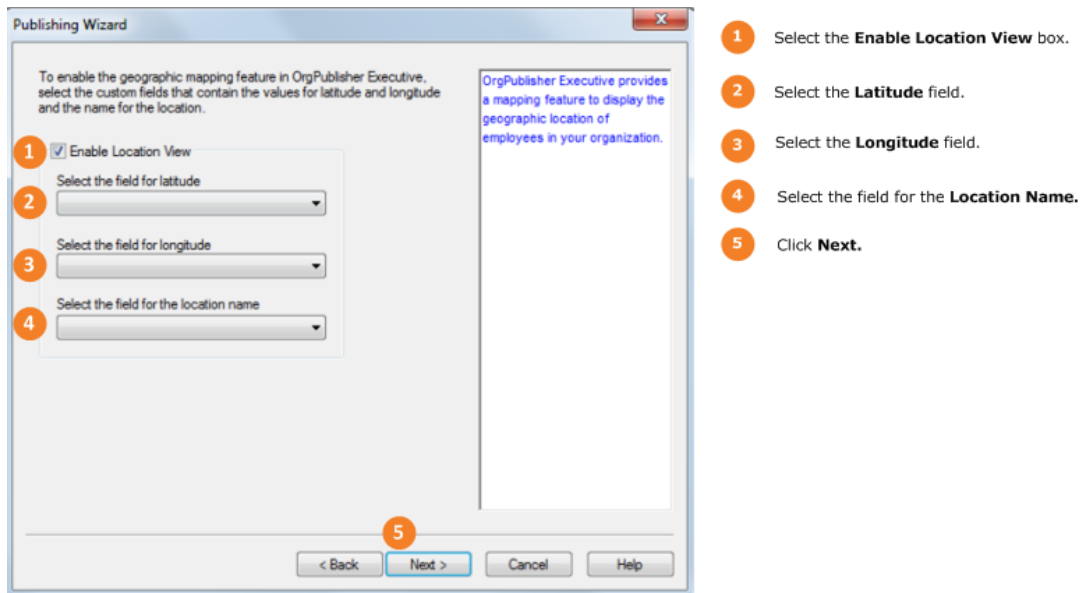 Publishing Wizard
X
To enable the geographic mapping feature in OrgPublisher Executive,
select the custom fields that contain the values for latitude and longitude
and the name for the location.
OrgPublisher Executive provides
a mapping feature to display the
geographic location of
employees in your organization.
1
Enable Location View
Select the field for latitude
2
Select the field for longitude
3
Select the field for the location name
4
5
< Back
Next >
Cancel
Help
1 Select the Enable Location View box.
2 Select the Latitude field.
3 Select the Longitude field.
4 Select the field for the Location Name.
5 Click Next.